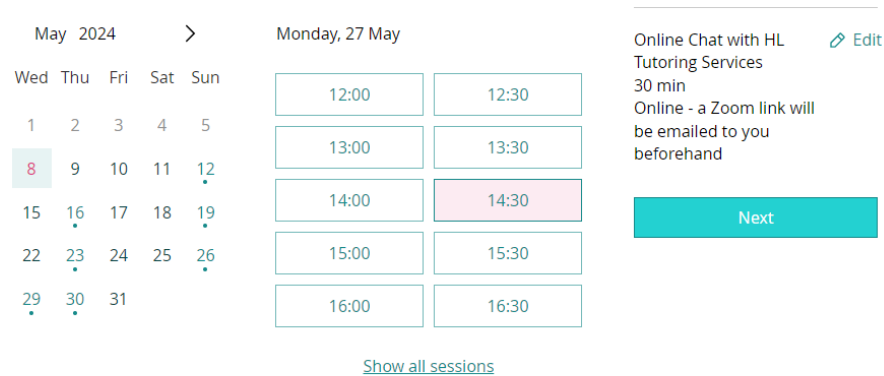 May 2024 >
Wed Thu Fri Sat Sun
1 2 3 4 5
8 9 10 11 12
15 16 17 18 19
22 23 24 25 26
29 30 31
Monday, 27 May
12:00 12:30
13:00 13:30
14:00 14:30
15:00 15:30
16:00 16:30
Show all sessions
Online Chat with HL Edit
Tutoring Services
30 min
Online - a Zoom link will
be emailed to you
beforehand
Next